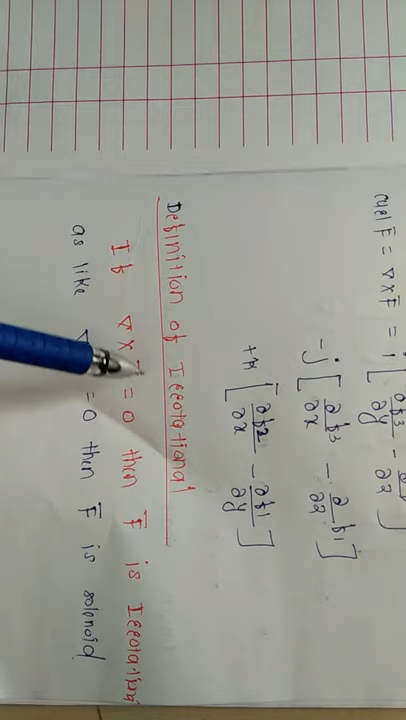 curl F̅ = ∇ x F̅ = i [ ∂f3/∂y - ∂ /∂z ]
-j [ ∂f3/∂x - ∂f1/∂z ]
+k [ ∂f2/∂x - ∂f1/∂y ]
Definition of Irrotational
If ∇ x = 0 then F̅ is Irrotational
as like = 0 then F̅ is solenoid